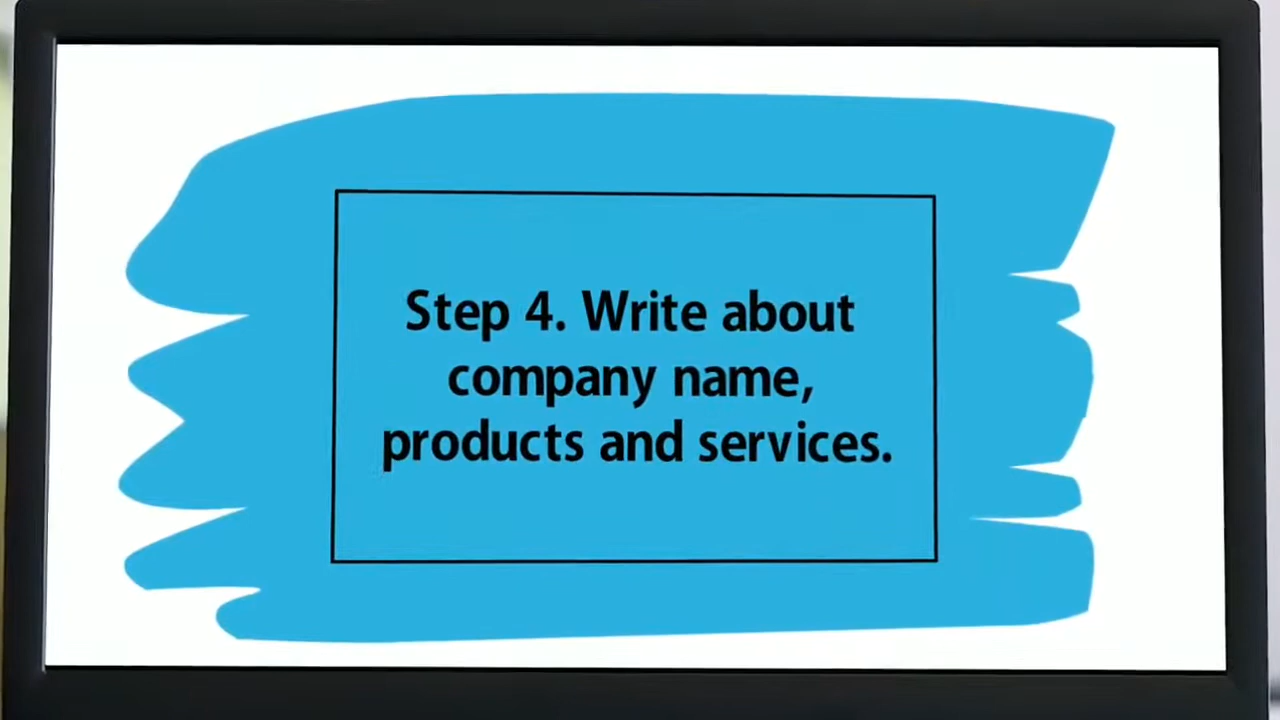 Step 4. Write about
company name,
products and services.